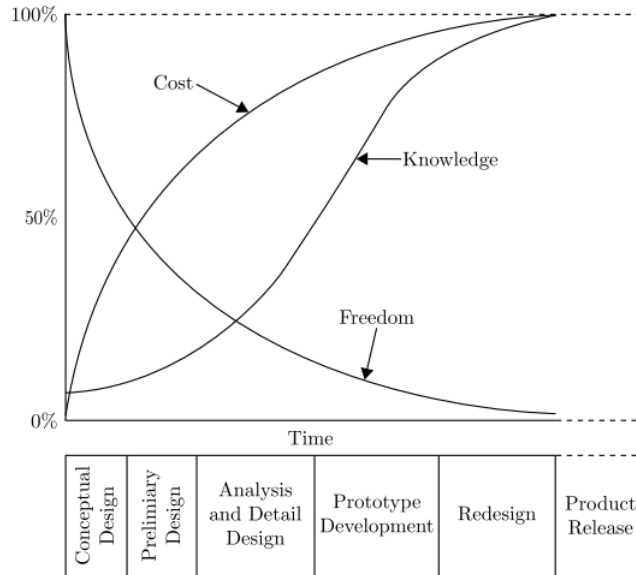 100%
Cost
Knowledge
50%
Freedom
0%
Time
Conceptual
Design
Prelimiary
Design
Analysis
and Detail
Design
Prototype
Development
Redesign
Product
Release